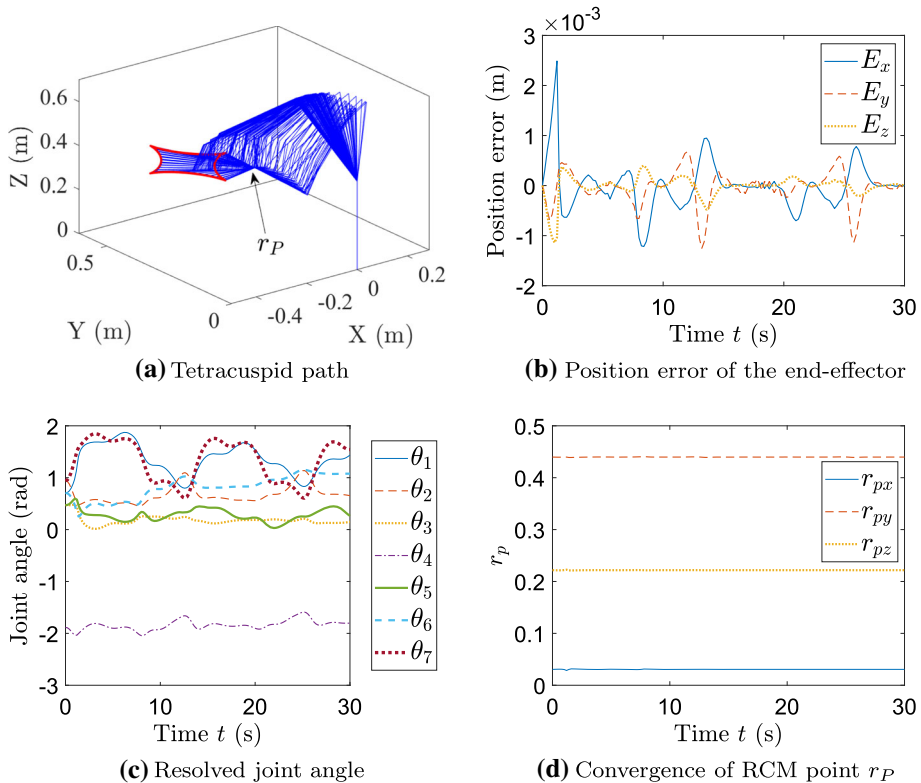 0.6
0.4
0.2
0
Z (m)
r_P
0.5
0
Y (m)
-0.4
-0.2
0
0.2
X (m)
(a) Tetracuspid path
×10^-3
3
2
1
0
-1
-2
Position error (m)
E_x
E_y
E_z
0
10
20
30
Time t (s)
(b) Position error of the end-effector
2
1
0
-1
-2
-3
Joint angle (rad)
0
10
20
30
Time t (s)
θ_1
θ_2
θ_3
θ_4
θ_5
θ_6
θ_7
(c) Resolved joint angle
0.5
0.4
0.3
0.2
0.1
0
r_p
r_px
r_py
r_pz
0
10
20
30
Time t (s)
(d) Convergence of RCM point r_P